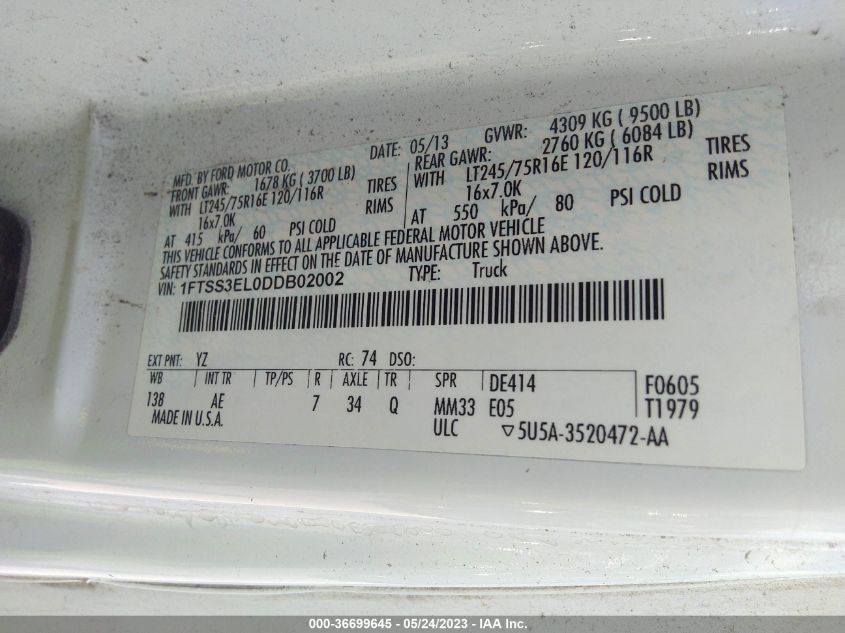 MFD. BY FORD MOTOR CO.
DATE: 05/13 GVWR: 4309 KG ( 9500 LB)
FRONT GAWR: 1678 KG ( 3700 LB)
REAR GAWR: 2760 KG ( 6084 LB)
WITH LT245/75R16E 120/116R TIRES
WITH LT245/75R16E 120/116R TIRES
16x7.0K RIMS
16x7.0K RIMS
AT 415 kPa/ 60 PSI COLD
AT 550 kPa/ 80 PSI COLD
THIS VEHICLE CONFORMS TO ALL APPLICABLE FEDERAL MOTOR VEHICLE
SAFETY STANDARDS IN EFFECT ON THE DATE OF MANUFACTURE SHOWN ABOVE.
VIN: 1FTSS3EL0DDB02002 TYPE: Truck
EXT PNT: YZ RC: 74 DSO:
WB INT TR TP/PS R AXLE TR SPR DE414 F0605
138 AE 7 34 Q MM33 E05 T1979
MADE IN U.S.A. ULC ▽5U5A-3520472-AA
000-36699645 - 05/24/2023 - IAA Inc.